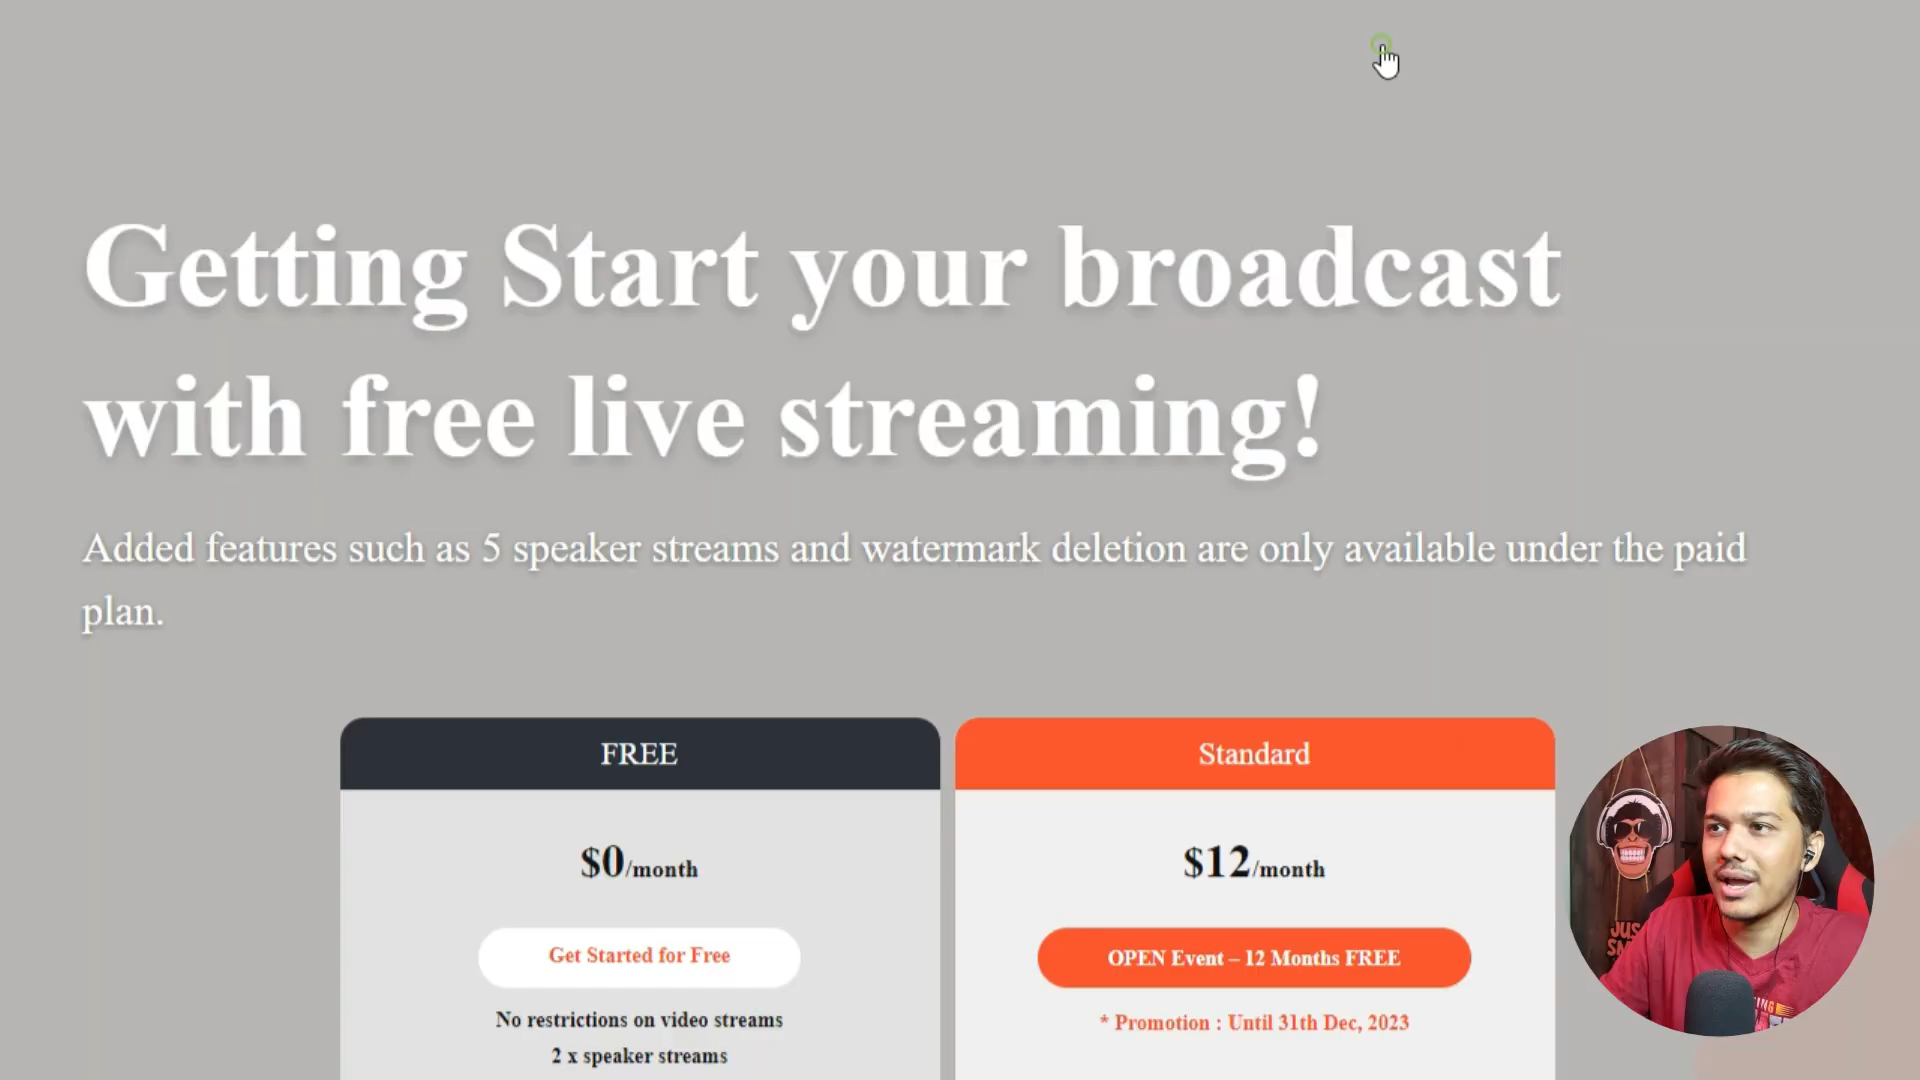 Getting Start your broadcast
with free live streaming!
Added features such as 5 speaker streams and watermark deletion are only available under the paid
plan.
FREE
$0/month
Get Started for Free
No restrictions on video streams
2 x speaker streams
Standard
$12/month
OPEN Event – 12 Months FREE
* Promotion : Until 31th Dec, 2023